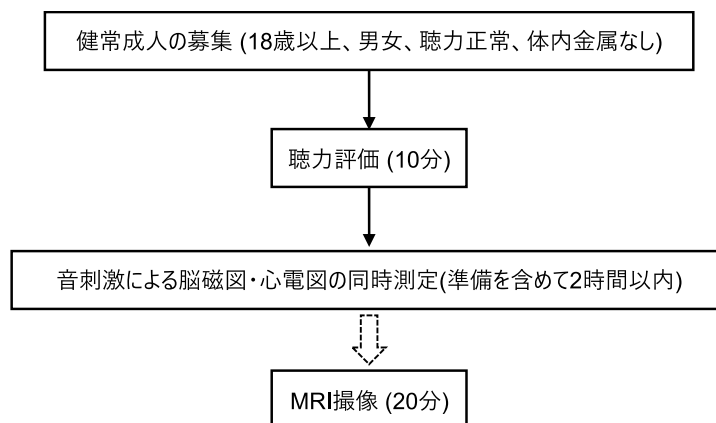 健常成人の募集 (18歳以上、男女、聴力正常、体内金属なし)
聴力評価 (10分)
音刺激による脳磁図・心電図の同時測定(準備を含めて2時間以内)
MRI撮像 (20分)